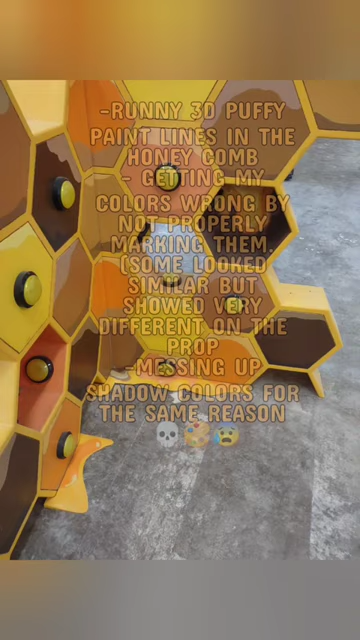 -RUNNY 3D PUFFY
PAINT LINES IN THE
HONEY COMB
- GETTING MY
COLORS WRONG BY
NOT PROPERLY
MARKING THEM.
(SOME LOOKED
SIMILAR BUT
SHOWED VERY
DIFFERENT ON THE
PROP
-MESSING UP
SHADOW COLORS FOR
THE SAME REASON
💀🎨😰